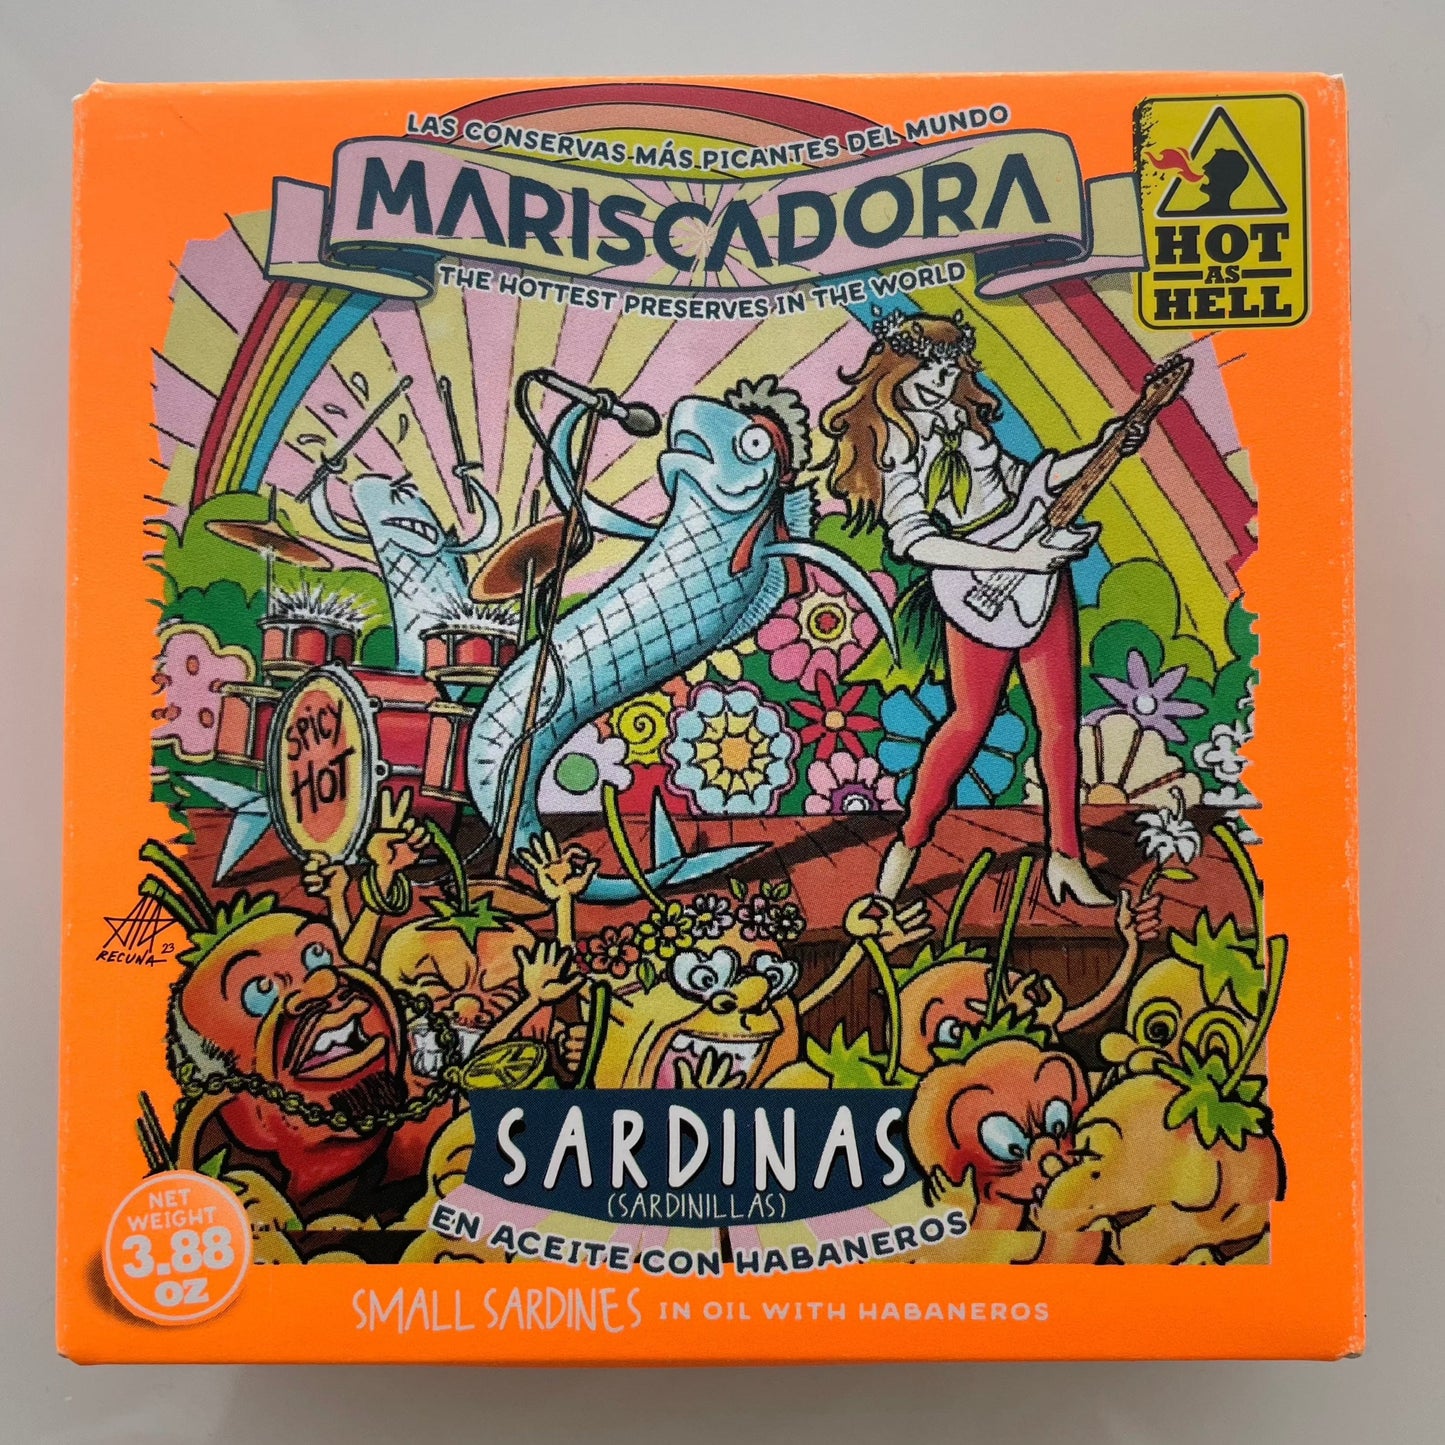 LAS CONSERVAS MÁS PICANTES DEL MUNDO
MARISCADORA
THE HOTTEST PRESERVES IN THE WORLD
HOT
AS
HELL
SPICY
HOT
RECUNA 23
SARDINAS
(SARDINILLAS)
EN ACEITE CON HABANEROS
NET
WEIGHT
3.88
OZ
SMALL SARDINES IN OIL WITH HABANEROS